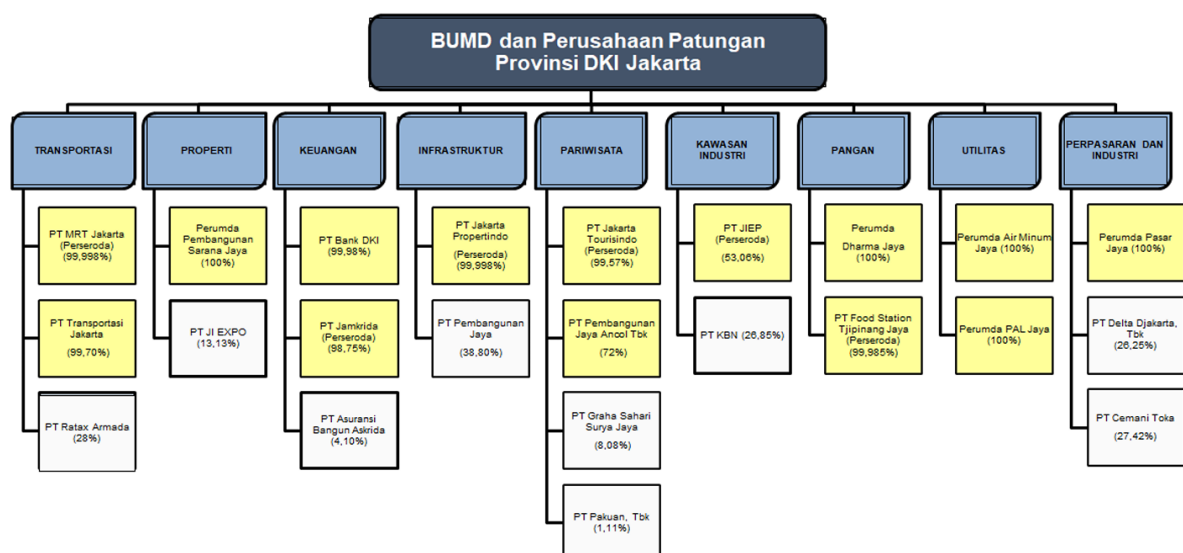 BUMD dan Perusahaan Patungan
Provinsi DKI Jakarta
TRANSPORTASI
PT MRT Jakarta
(Perseroda)
(99,998%)
PT Transportasi
Jakarta
(99,70%)
PT Ratax Armada
(28%)
PROPERTI
Perumda
Pembangunan
Sarana Jaya
(100%)
PT JI EXPO
(13,13%)
KEUANGAN
PT Bank DKI
(99,98%)
PT Jamkrida
(Perseroda)
(98,75%)
PT Asuransi
Bangun Askrida
(4,10%)
INFRASTRUKTUR
PT Jakarta
Propertindo
(Perseroda)
(99,998%)
PT Pembangunan
Jaya
(38,80%)
PARIWISATA
PT Jakarta
Tourisindo
(Perseroda)
(99,57%)
PT Pembangunan
Jaya Ancol Tbk
(72%)
PT Graha Sahari
Surya Jaya
(8,08%)
PT Pakuan, Tbk
(1,11%)
KAWASAN
INDUSTRI
PT JIEP
(Perseroda)
(53,06%)
PT KBN (26,85%)
PANGAN
Perumda
Dharma Jaya
(100%)
PT Food Station
Tjipinang Jaya
(Perseroda)
(99,985%)
UTILITAS
Perumda Air Minum
Jaya (100%)
Perumda PAL Jaya
(100%)
PERPASARAN DAN
INDUSTRI
Perumda Pasar
Jaya (100%)
PT Delta Djakarta,
Tbk
(26,25%)
PT Cemani Toka
(27,42%)